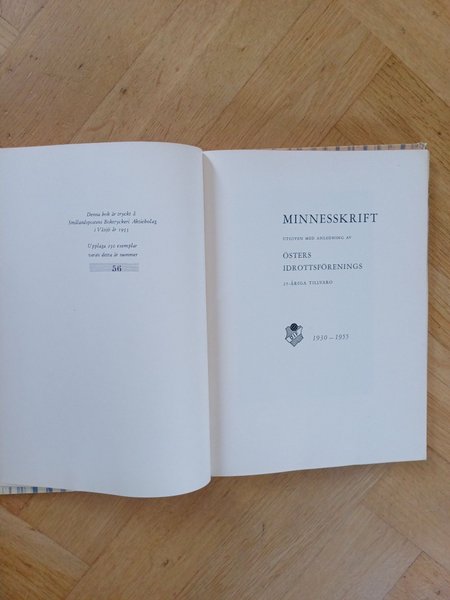 Denna bok är tryckt å
Smålandspostens Boktryckeri Aktiebolag
i Växjö år 1955
Upplaga 250 exemplar
varav detta är nummer
56
MINNESSKRIFT
UTGIVEN MED ANLEDNING AV
ÖSTERS
IDROTTSFÖRENINGS
25-ÅRIGA TILLVARO
1930 – 1955